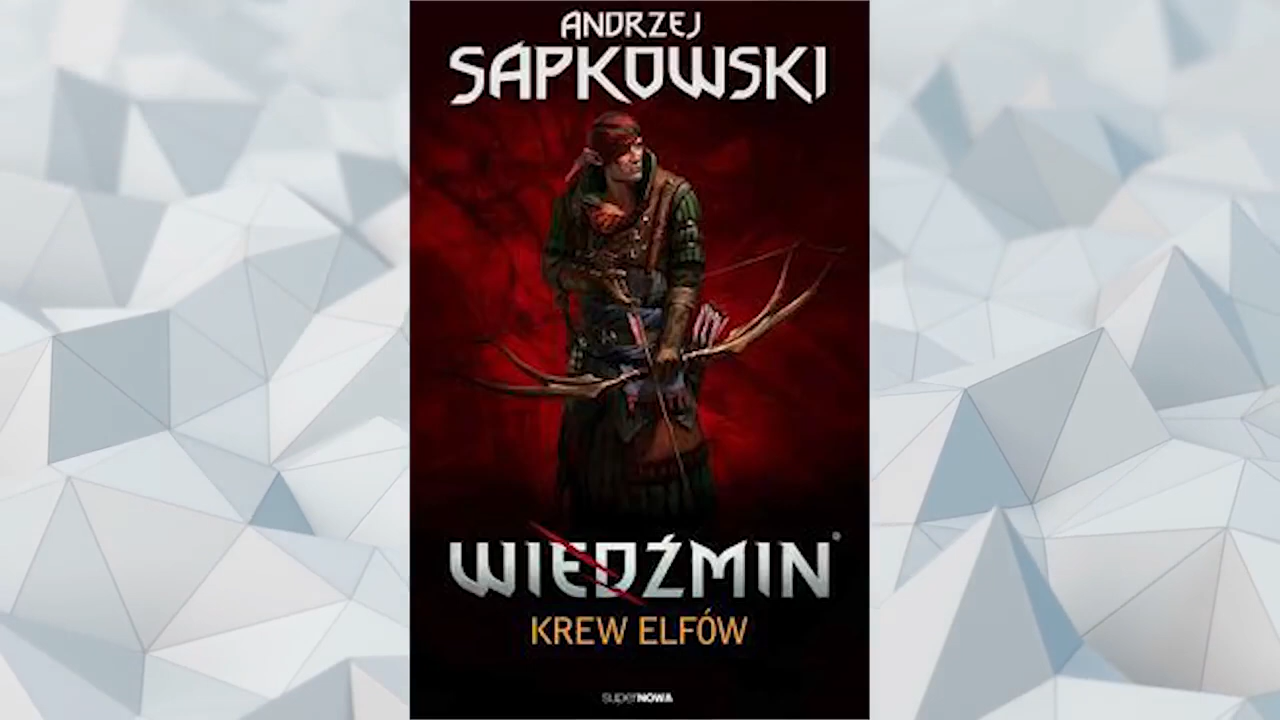 ANDRZEJ
SAPKOWSKI
WIEDŹMIN®
KREW ELFÓW
superNOWA